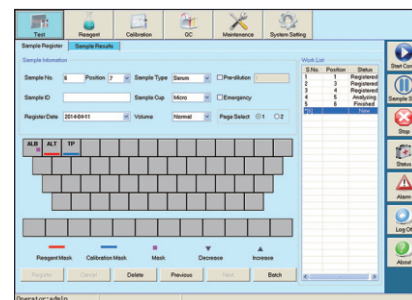 Test Reagent Calibration QC Maintenance System Setting
Sample Register Sample Results
Sample Information
Work List
Sample No. 6 Position 7 Sample Type Serum Pre-dilution
Sample ID Sample Cup Micro Emergency
Register Date 2014-04-11 Volume Normal Page Select 1 2
S.No. Position Status
1 1 Registered
2 3 Registered
3 4 Registered
4 5 Analysing
5 6 Finished
New
ALB ALT TP
Reagent Mask Calibration Mask Mask Decrease Increase
Register Cancel Delete Previous Next Batch
Start Con
Sample S
Stop
Status
Alarm
Log Of
About
Operator:admin